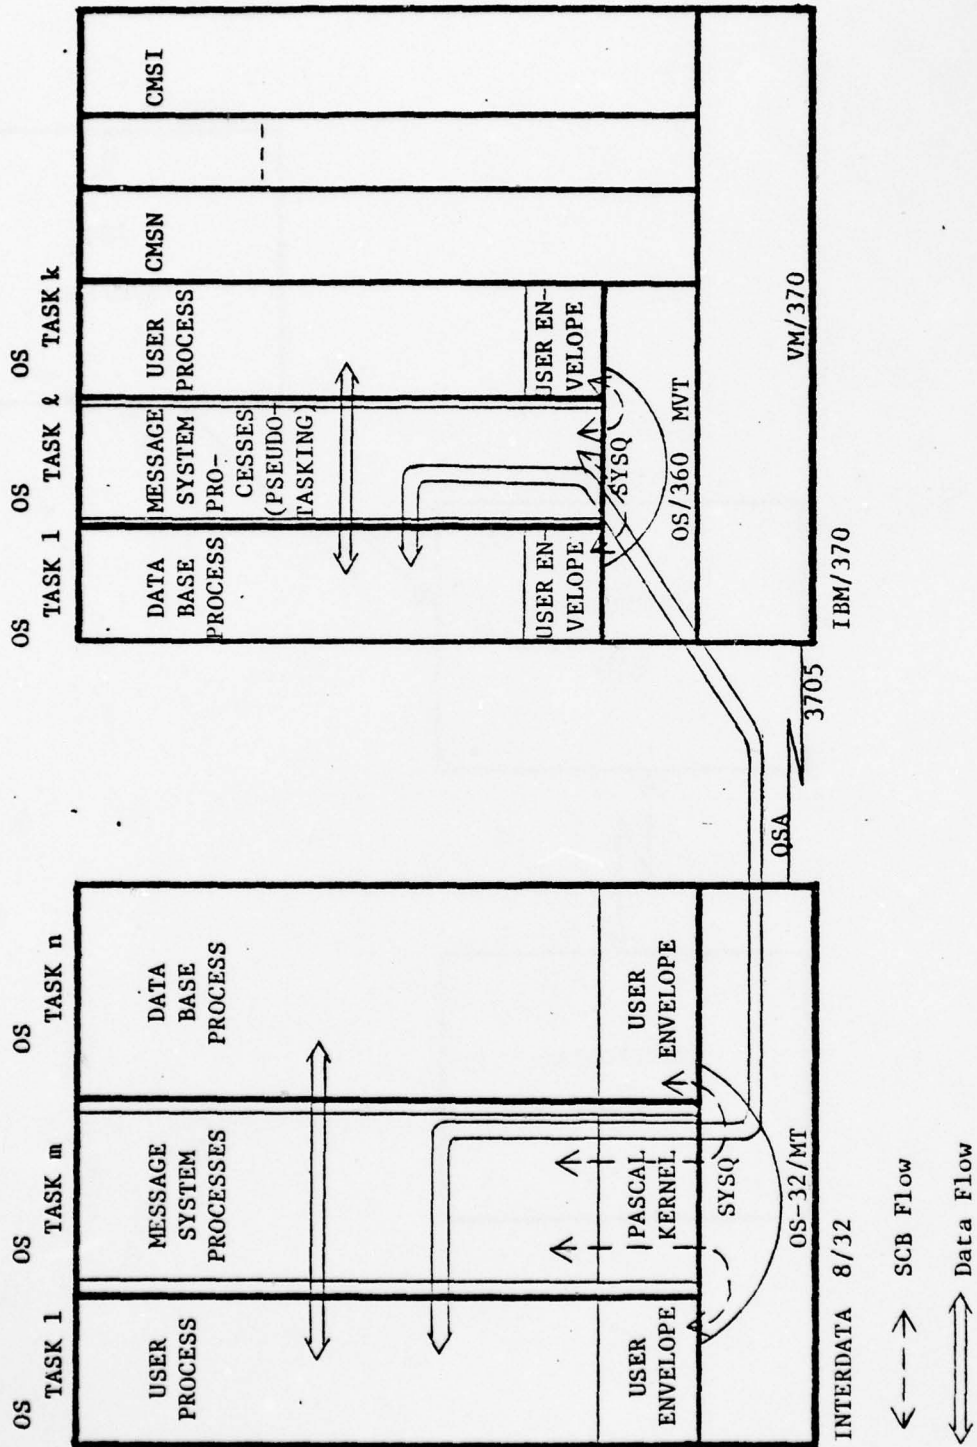 OS TASK 1
OS TASK m
OS TASK n
USER
PROCESS
MESSAGE
SYSTEM
PROCESSES
DATA
BASE
PROCESS
USER
ENVELOPE
PASCAL
KERNEL
USER
ENVELOPE
SYSQ
OS-32/MT
INTERDATA 8/32
SCB Flow
Data Flow
QSA
3705
OS TASK 1
OS TASK ℓ
OS TASK k
DATA
BASE
PROCESS
MESSAGE
SYSTEM
PRO-
CESSES
(PSEUDO-
TASKING)
USER
PROCESS
CMSN
CMSI
USER EN-
VELOPE
USER EN-
VELOPE
SYSQ
OS/360 MVT
VM/370
IBM/370